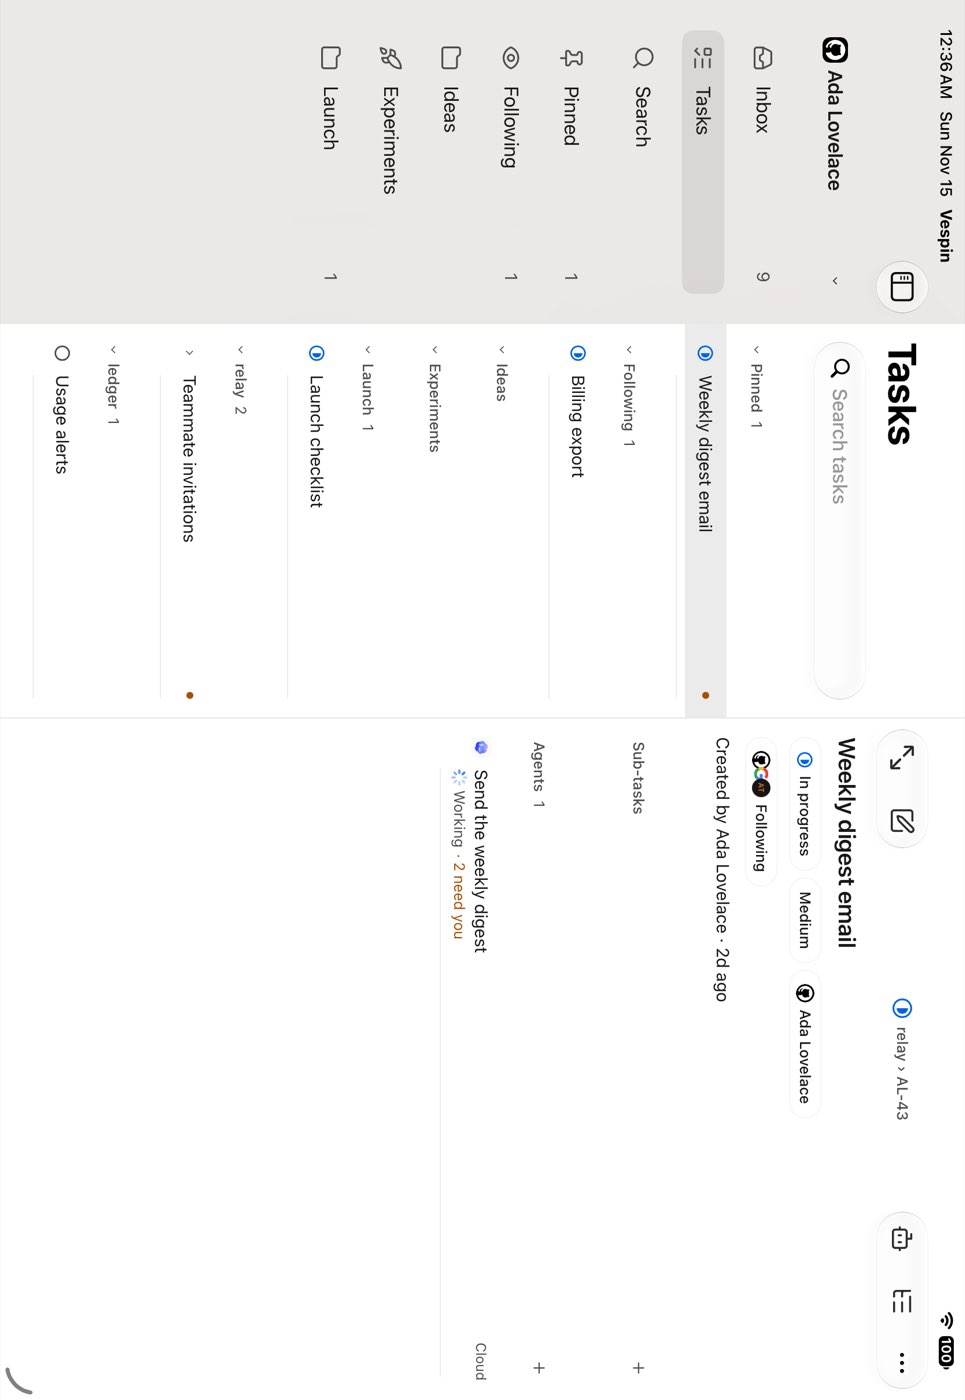 12:36 AM Sun Nov 15 Vespin
100
Ada Lovelace
Inbox 9
Tasks
Search
Pinned 1
Following 1
Ideas
Experiments
Launch 1
Tasks
Search tasks
Pinned 1
Weekly digest email
Following 1
Billing export
Ideas
Experiments
Launch 1
Launch checklist
relay 2
Teammate invitations
ledger 1
Usage alerts
relay › AL-43
Weekly digest email
In progress Medium Ada Lovelace
AT Following
Created by Ada Lovelace · 2d ago
Sub-tasks
Agents 1
Send the weekly digest Cloud
Working · 2 need you